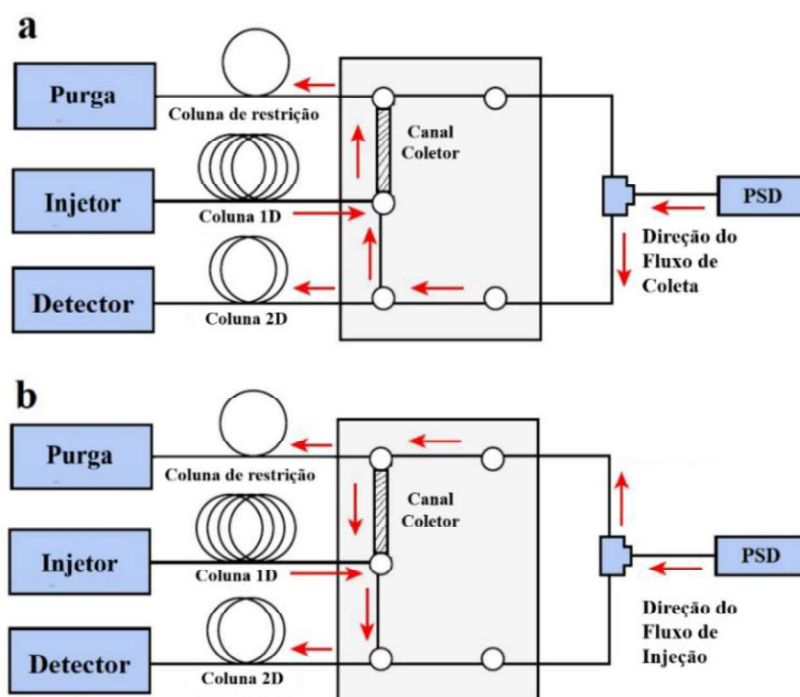 a
Purga
Coluna de restrição
Canal
Coletor
Injetor
Coluna 1D
PSD
Direção do
Fluxo de
Coleta
Detector
Coluna 2D
b
Purga
Coluna de restrição
Canal
Coletor
Injetor
Coluna 1D
PSD
Direção do
Fluxo de
Injeção
Detector
Coluna 2D